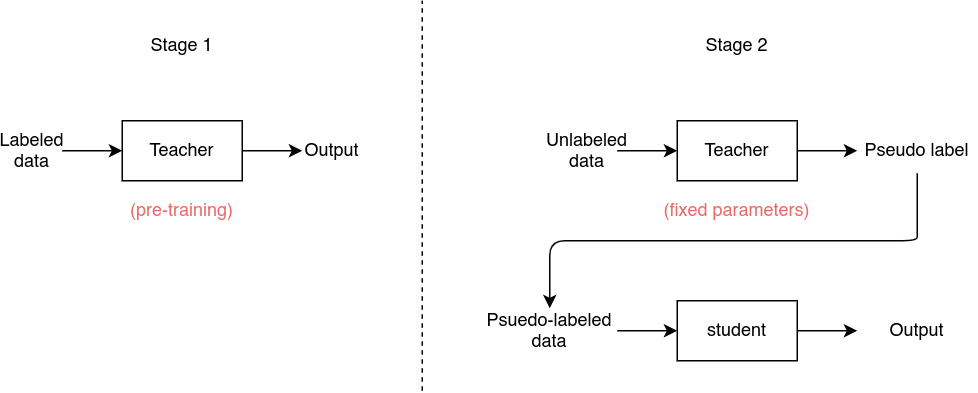 Stage 1
Stage 2
Labeled
data
Teacher
Output
(pre-training)
Unlabeled
data
Teacher
Pseudo label
(fixed parameters)
Psuedo-labeled
data
student
Output